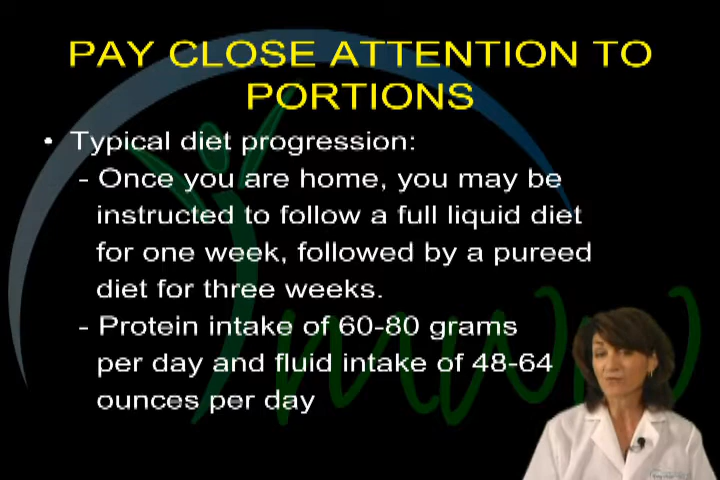 PAY CLOSE ATTENTION TO
PORTIONS
• Typical diet progression:
- Once you are home, you may be
instructed to follow a full liquid diet
for one week, followed by a pureed
diet for three weeks.
- Protein intake of 60-80 grams
per day and fluid intake of 48-64
ounces per day